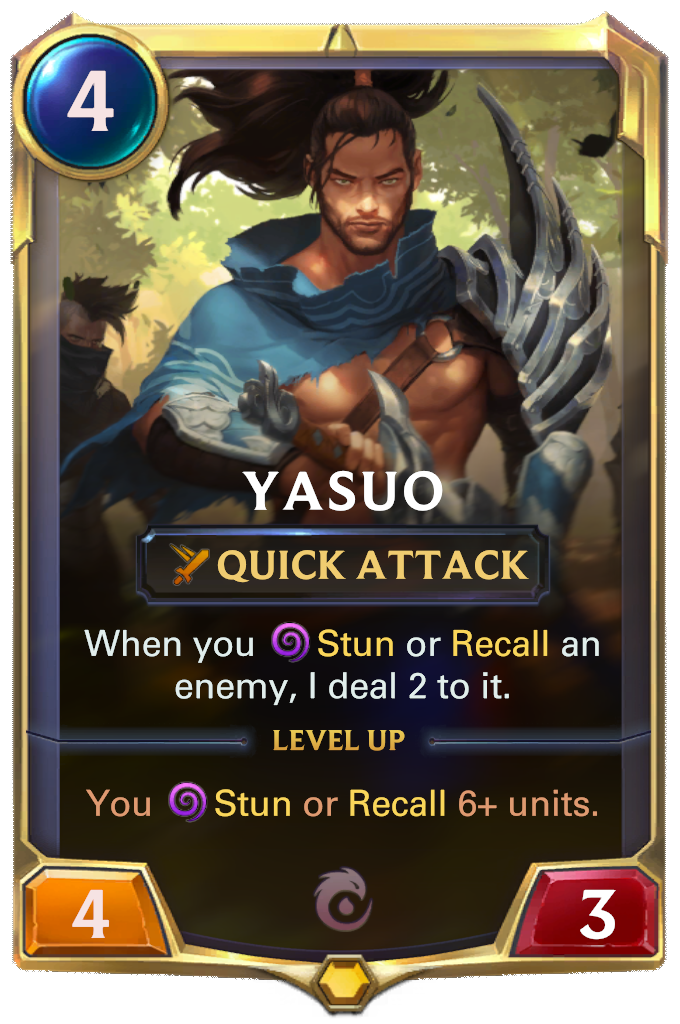 4
YASUO
QUICK ATTACK
When you Stun or Recall an
enemy, I deal 2 to it.
LEVEL UP
You Stun or Recall 6+ units.
4
3